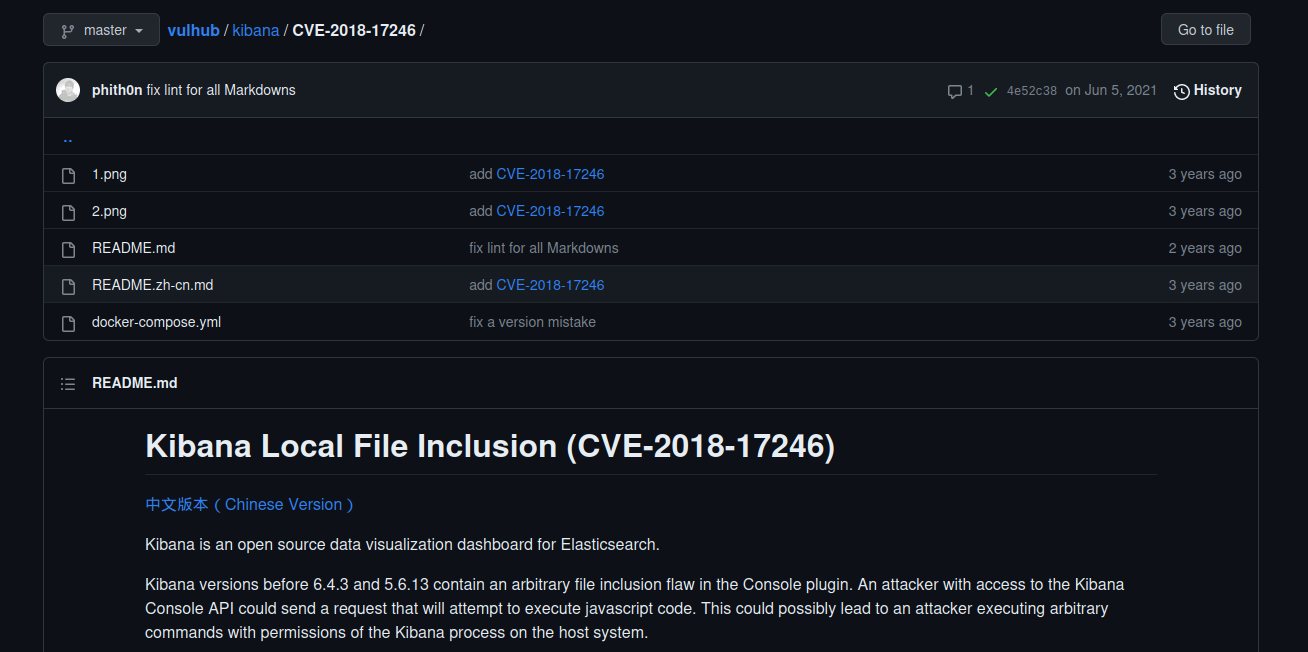 master vulhub / kibana / CVE-2018-17246 / Go to file
phith0n fix lint for all Markdowns 1 4e52c38 on Jun 5, 2021 History
..
1.png add CVE-2018-17246 3 years ago
2.png add CVE-2018-17246 3 years ago
README.md fix lint for all Markdowns 2 years ago
README.zh-cn.md add CVE-2018-17246 3 years ago
docker-compose.yml fix a version mistake 3 years ago
README.md
Kibana Local File Inclusion (CVE-2018-17246)
中文版本（Chinese Version）
Kibana is an open source data visualization dashboard for Elasticsearch.
Kibana versions before 6.4.3 and 5.6.13 contain an arbitrary file inclusion flaw in the Console plugin. An attacker with access to the Kibana
Console API could send a request that will attempt to execute javascript code. This could possibly lead to an attacker executing arbitrary
commands with permissions of the Kibana process on the host system.